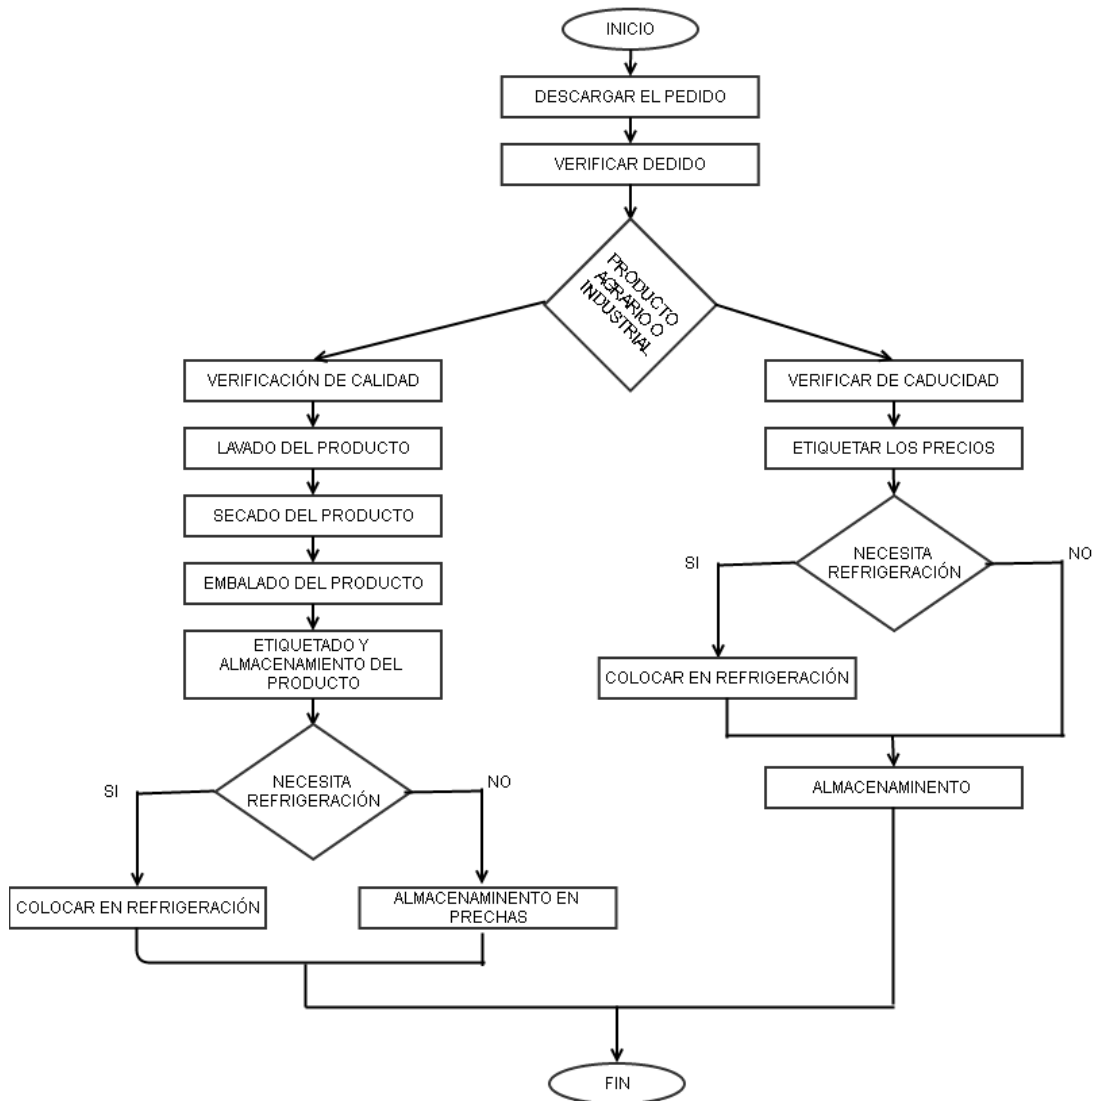 INICIO
DESCARGAR EL PEDIDO
VERIFICAR DEDIDO
PRODUCTO
AGRARIO O
INDUSTRIAL
VERIFICACIÓN DE CALIDAD
VERIFICAR DE CADUCIDAD
LAVADO DEL PRODUCTO
ETIQUETAR LOS PRECIOS
SECADO DEL PRODUCTO
SI
NECESITA
REFRIGERACIÓN
NO
EMBALADO DEL PRODUCTO
ETIQUETADO Y
ALMACENAMIENTO DEL
PRODUCTO
COLOCAR EN REFRIGERACIÓN
SI
NECESITA
REFRIGERACIÓN
NO
ALMACENAMINENTO
COLOCAR EN REFRIGERACIÓN
ALMACENAMINENTO EN
PRECHAS
FIN